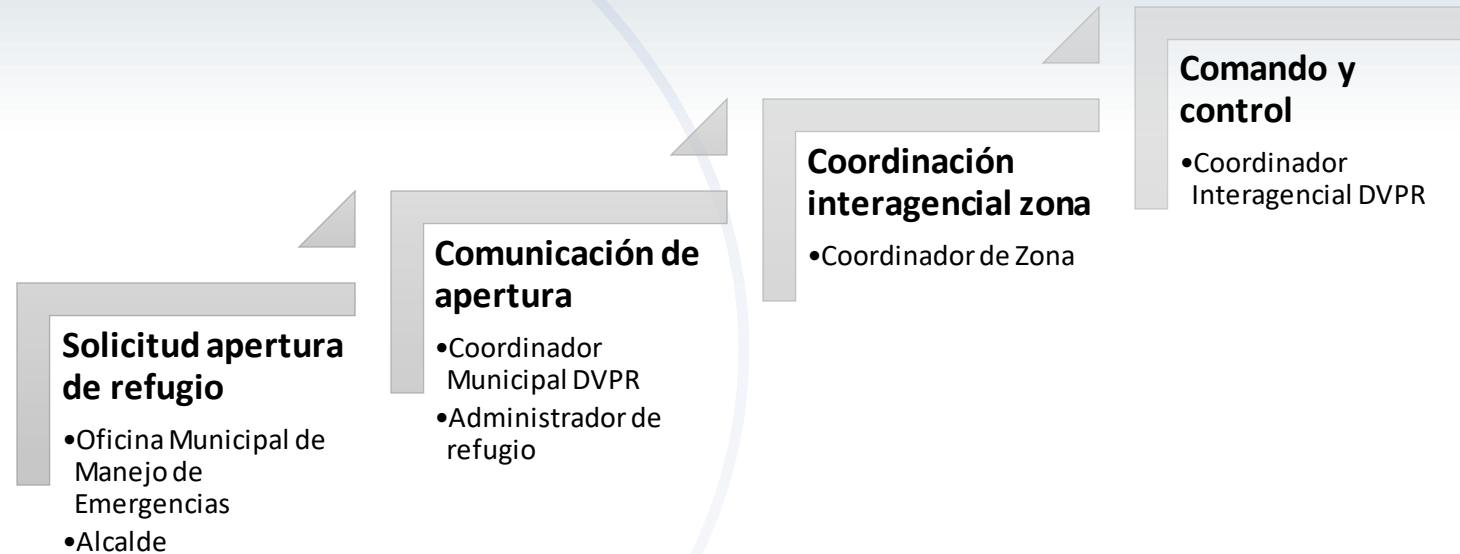 Solicitud apertura
de refugio
•Oficina Municipal de
Manejo de
Emergencias
•Alcalde
Comunicación de
apertura
•Coordinador
Municipal DVPR
•Administrador de
refugio
Coordinación
interagencial zona
•Coordinador de Zona
Comando y
control
•Coordinador
Interagencial DVPR